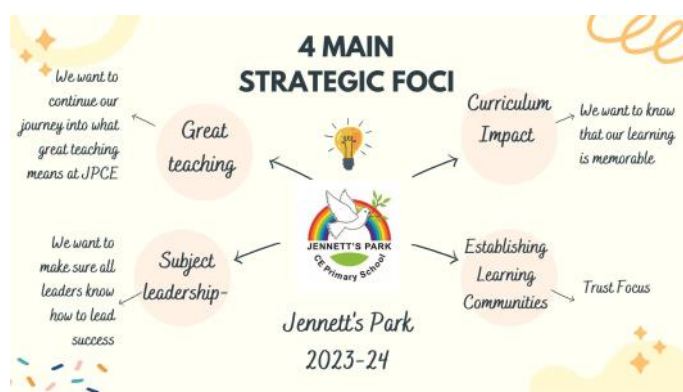 4 MAIN
STRATEGIC FOCI
We want to
continue our
journey into what
great teaching
means at JPCE
Great
teaching
Curriculum
Impact
We want to know
that our learning
is memorable
We want to
make sure all
leaders know
how to lead
success
Subject
leadership-
JENNETT'S PARK
CE Primary School
Establishing
Learning
Communities
Trust Focus
Jennett's Park
2023-24